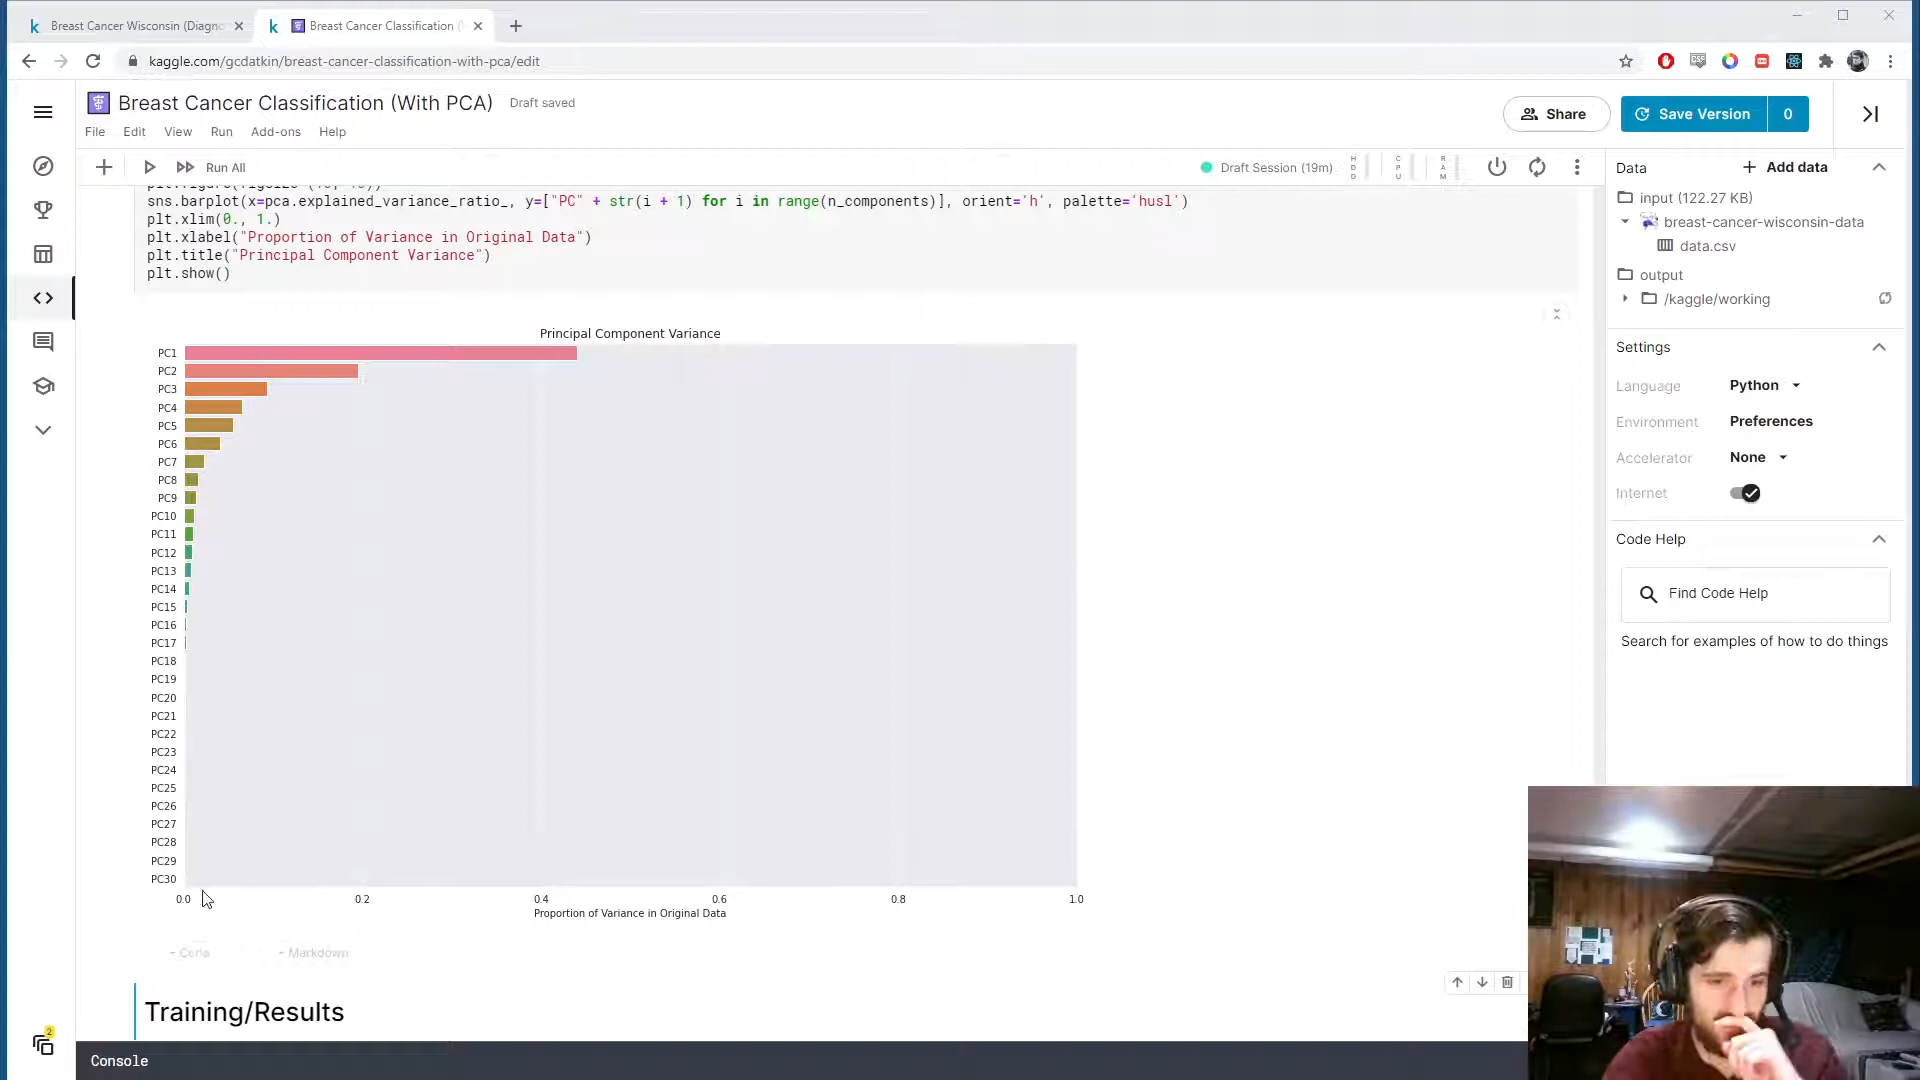 Breast Cancer Wisconsin (Diagno
Breast Cancer Classification (
kaggle.com/gcdatkin/breast-cancer-classification-with-pca/edit
Breast Cancer Classification (With PCA)
Draft saved
Share
Save Version
0
File
Edit
View
Run
Add-ons
Help
Run All
Draft Session (19m)
HDD
CPU
RAM
sns.barplot(x=pca.explained_variance_ratio_, y=["PC" + str(i + 1) for i in range(n_components)], orient='h', palette='husl')
plt.xlim(0., 1.)
plt.xlabel("Proportion of Variance in Original Data")
plt.title("Principal Component Variance")
plt.show()
Principal Component Variance
PC1
PC2
PC3
PC4
PC5
PC6
PC7
PC8
PC9
PC10
PC11
PC12
PC13
PC14
PC15
PC16
PC17
PC18
PC19
PC20
PC21
PC22
PC23
PC24
PC25
PC26
PC27
PC28
PC29
PC30
0.0
0.2
0.4
0.6
0.8
1.0
Proportion of Variance in Original Data
+ Code
+ Markdown
Training/Results
Console
2
Data
Add data
input (122.27 KB)
breast-cancer-wisconsin-data
data.csv
output
/kaggle/working
Settings
Language
Python
Environment
Preferences
Accelerator
None
Internet
Code Help
Find Code Help
Search for examples of how to do things